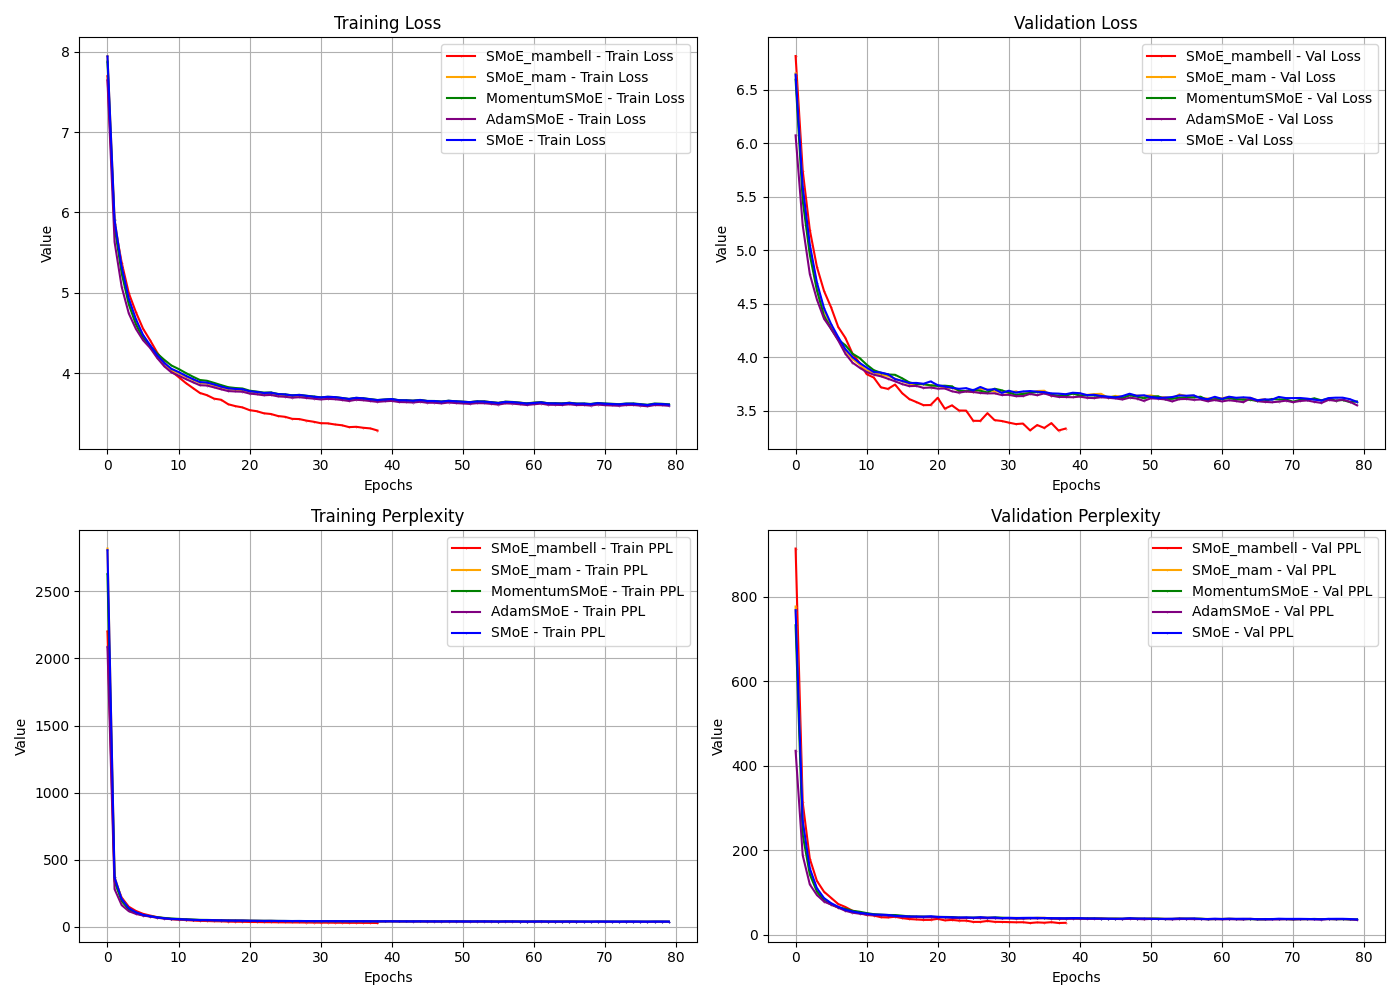 Training Loss
Value
8
7
6
5
4
0 10 20 30 40 50 60 70 80
Epochs
SMoE_mambell - Train Loss
SMoE_mam - Train Loss
MomentumSMoE - Train Loss
AdamSMoE - Train Loss
SMoE - Train Loss
Validation Loss
Value
6.5
6.0
5.5
5.0
4.5
4.0
3.5
0 10 20 30 40 50 60 70 80
Epochs
SMoE_mambell - Val Loss
SMoE_mam - Val Loss
MomentumSMoE - Val Loss
AdamSMoE - Val Loss
SMoE - Val Loss
Training Perplexity
Value
2500
2000
1500
1000
500
0
0 10 20 30 40 50 60 70 80
Epochs
SMoE_mambell - Train PPL
SMoE_mam - Train PPL
MomentumSMoE - Train PPL
AdamSMoE - Train PPL
SMoE - Train PPL
Validation Perplexity
Value
800
600
400
200
0
0 10 20 30 40 50 60 70 80
Epochs
SMoE_mambell - Val PPL
SMoE_mam - Val PPL
MomentumSMoE - Val PPL
AdamSMoE - Val PPL
SMoE - Val PPL